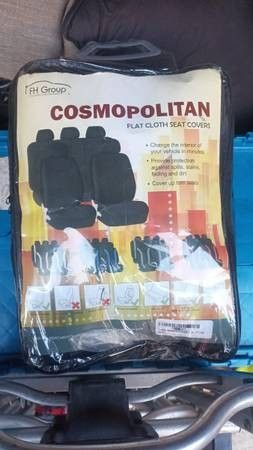 FH Group
COSMOPOLITAN
FLAT CLOTH SEAT COVERS
• Change the interior of
your vehicle in minutes
• Provide protection
against spills, stains,
fading and dirt
• Cover up torn seats